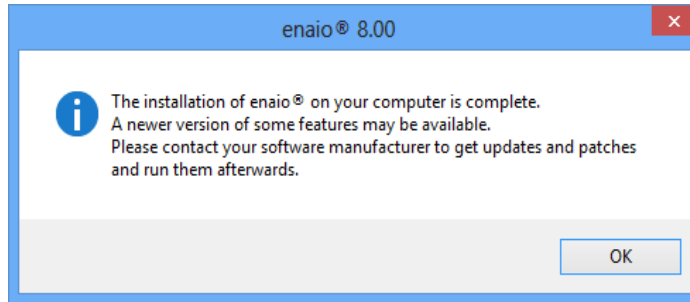 enaio® 8.00
The installation of enaio® on your computer is complete.
A newer version of some features may be available.
Please contact your software manufacturer to get updates and patches
and run them afterwards.
OK